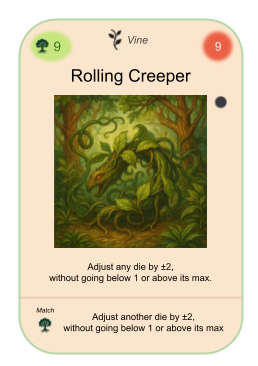 9
Vine
9
Rolling Creeper
Adjust any die by ±2,
without going below 1 or above its max.
Match
Adjust another die by ±2,
without going below 1 or above its max